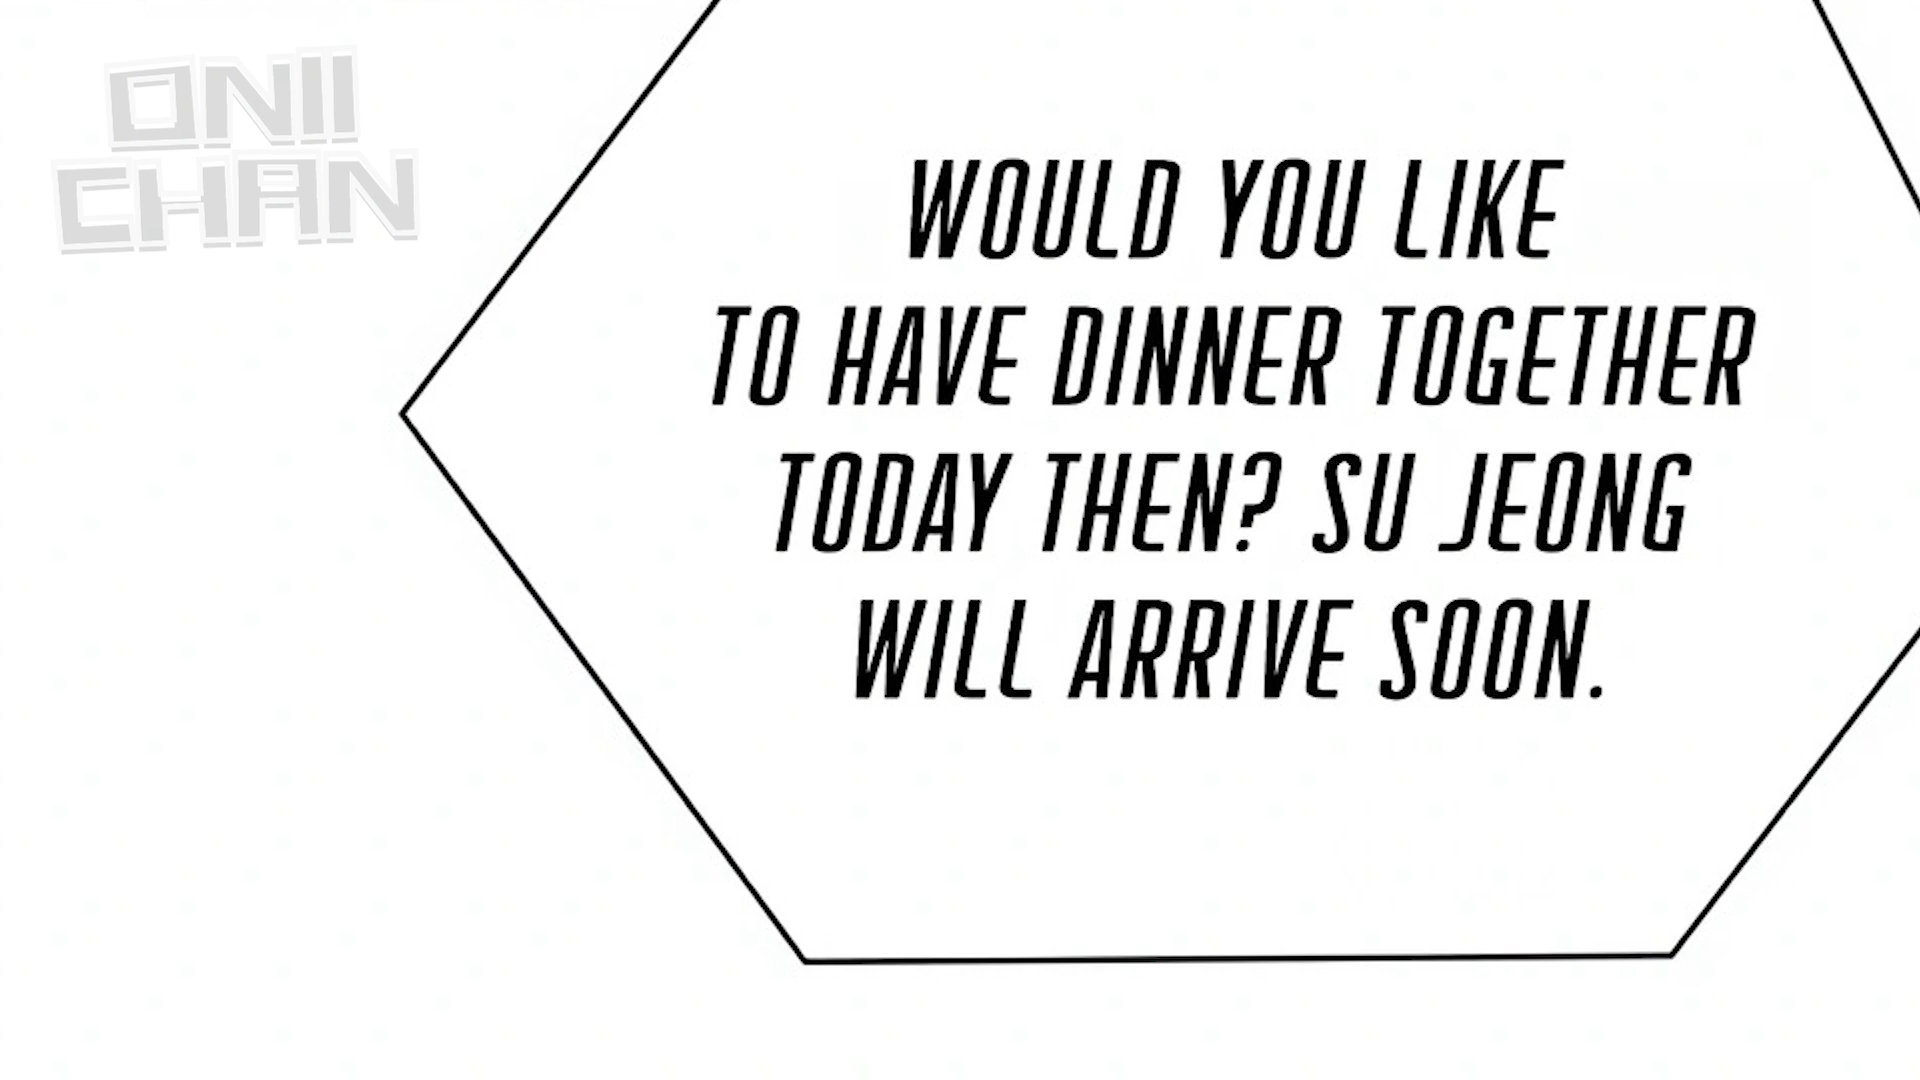 ONII
CHAN
WOULD YOU LIKE
TO HAVE DINNER TOGETHER
TODAY THEN? SU JEONG
WILL ARRIVE SOON.